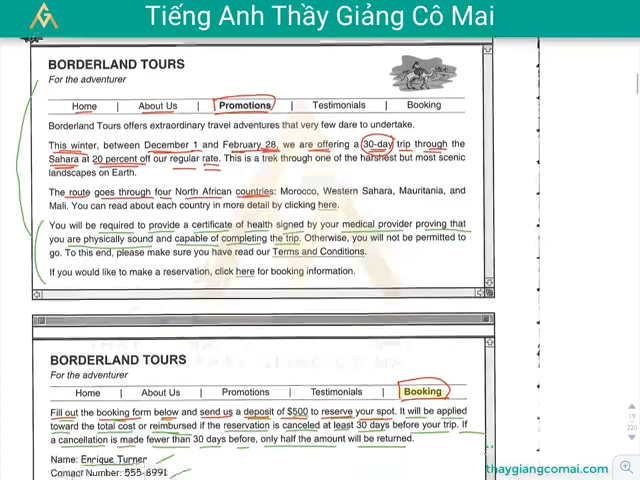 Tiếng Anh Thầy Giảng Cô Mai
BORDERLAND TOURS
For the adventurer
Home | About Us | Promotions | Testimonials | Booking
Borderland Tours offers extraordinary travel adventures that very few dare to undertake.
This winter, between December 1 and February 28, we are offering a 30-day trip through the
Sahara at 20 percent off our regular rate. This is a trek through one of the harshest but most scenic
landscapes on Earth.
The route goes through four North African countries: Morocco, Western Sahara, Mauritania, and
Mali. You can read about each country in more detail by clicking here.
You will be required to provide a certificate of health signed by your medical provider proving that
you are physically sound and capable of completing the trip. Otherwise, you will not be permitted to
go. To this end, please make sure you have read our Terms and Conditions.
If you would like to make a reservation, click here for booking information.
BORDERLAND TOURS
For the adventurer
Home | About Us | Promotions | Testimonials | Booking
Fill out the booking form below and send us a deposit of $500 to reserve your spot. It will be applied
toward the total cost or reimbursed if the reservation is canceled at least 30 days before your trip. If
a cancellation is made fewer than 30 days before, only half the amount will be returned.
Name: Enrique Turner
Contact Number: 555-8991
19
220
thaygiangcomai.com